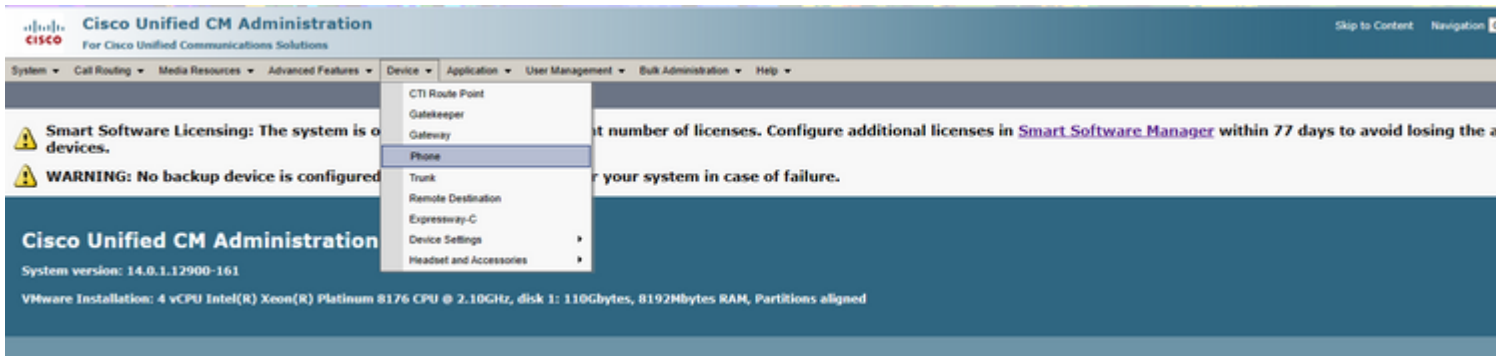 CISCO
Cisco Unified CM Administration
For Cisco Unified Communications Solutions
Skip to Content Navigation
System Call Routing Media Resources Advanced Features Device Application User Management Bulk Administration Help
CTI Route Point
Gatekeeper
Gateway
Phone
Trunk
Remote Destination
Expressway-C
Device Settings
Headset and Accessories
Smart Software Licensing: The system is o t number of licenses. Configure additional licenses in Smart Software Manager within 77 days to avoid losing the a
devices.
WARNING: No backup device is configured r your system in case of failure.
Cisco Unified CM Administration
System version: 14.0.1.12900-161
VMware Installation: 4 vCPU Intel(R) Xeon(R) Platinum 8176 CPU @ 2.10GHz, disk 1: 110Gbytes, 8192Mbytes RAM, Partitions aligned